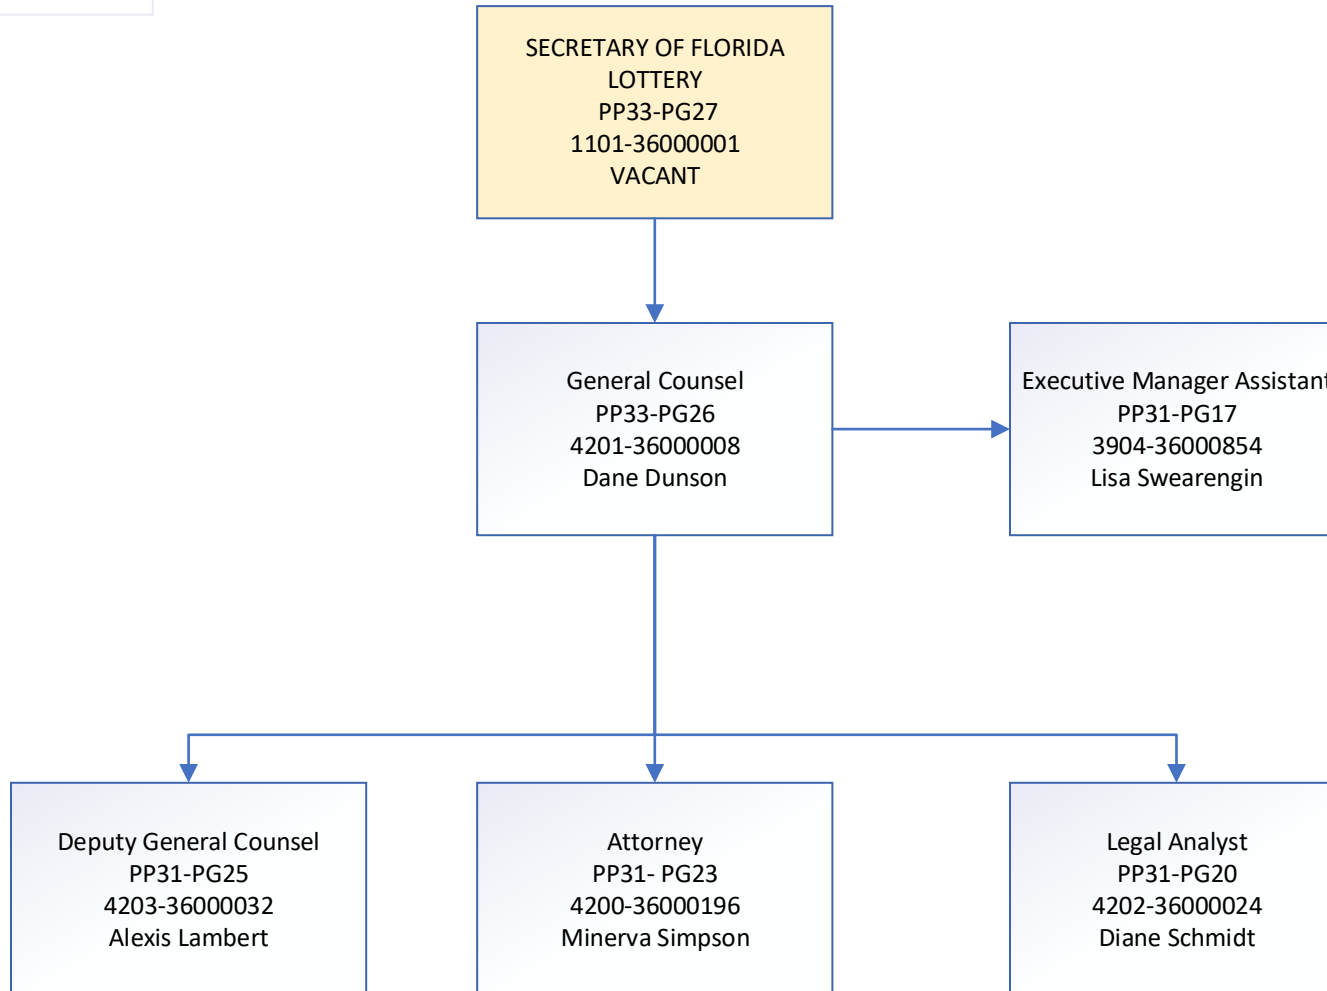 SECRETARY OF FLORIDA
LOTTERY
PP33-PG27
1101-36000001
VACANT
General Counsel
PP33-PG26
4201-36000008
Dane Dunson
Executive Manager Assistant
PP31-PG17
3904-36000854
Lisa Swearengin
Deputy General Counsel
PP31-PG25
4203-36000032
Alexis Lambert
Attorney
PP31- PG23
4200-36000196
Minerva Simpson
Legal Analyst
PP31-PG20
4202-36000024
Diane Schmidt